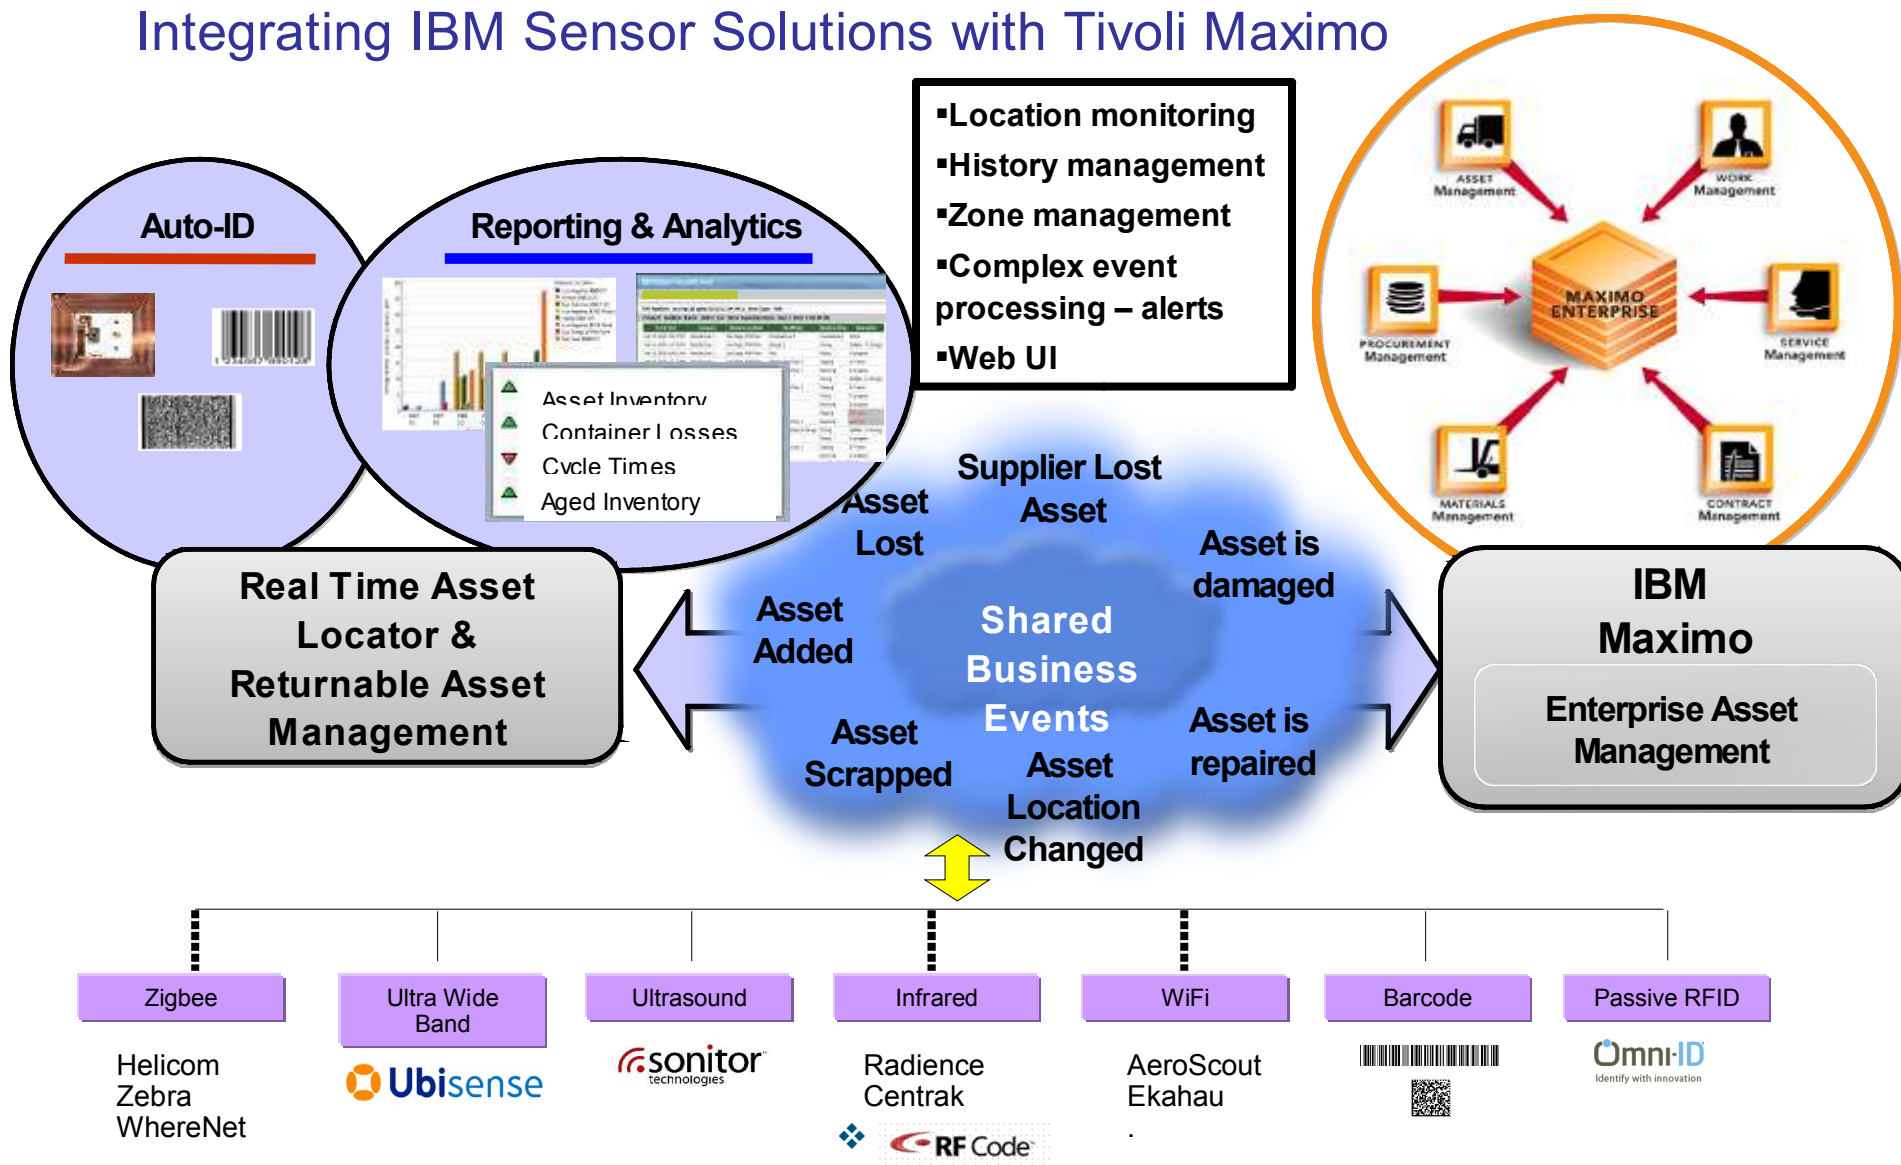 Integrating IBM Sensor Solutions with Tivoli Maximo
▪Location monitoring
▪History management
▪Zone management
▪Complex event
processing – alerts
▪Web UI
Auto-ID
Reporting & Analytics
Asset Inventory
Container Losses
Cycle Times
Aged Inventory
ASSET
Management
WORK
Management
PROCUREMENT
Management
MAXIMO
ENTERPRISE
SERVICE
Management
MATERIALS
Management
CONTRACT
Management
Real Time Asset
Locator &
Returnable Asset
Management
Asset
Lost
Supplier Lost
Asset
Asset is
damaged
Asset
Added
Shared
Business
Events
Asset
Scrapped
Asset
Location
Changed
Asset is
repaired
IBM
Maximo
Enterprise Asset
Management
Zigbee
Helicom
Zebra
WhereNet
Ultra Wide
Band
Ubisense
Ultrasound
sonitor
technologies
Infrared
Radience
Centrak
RF Code
WiFi
AeroScout
Ekahau
.
Barcode
Passive RFID
Omni-ID
Identify with innovation